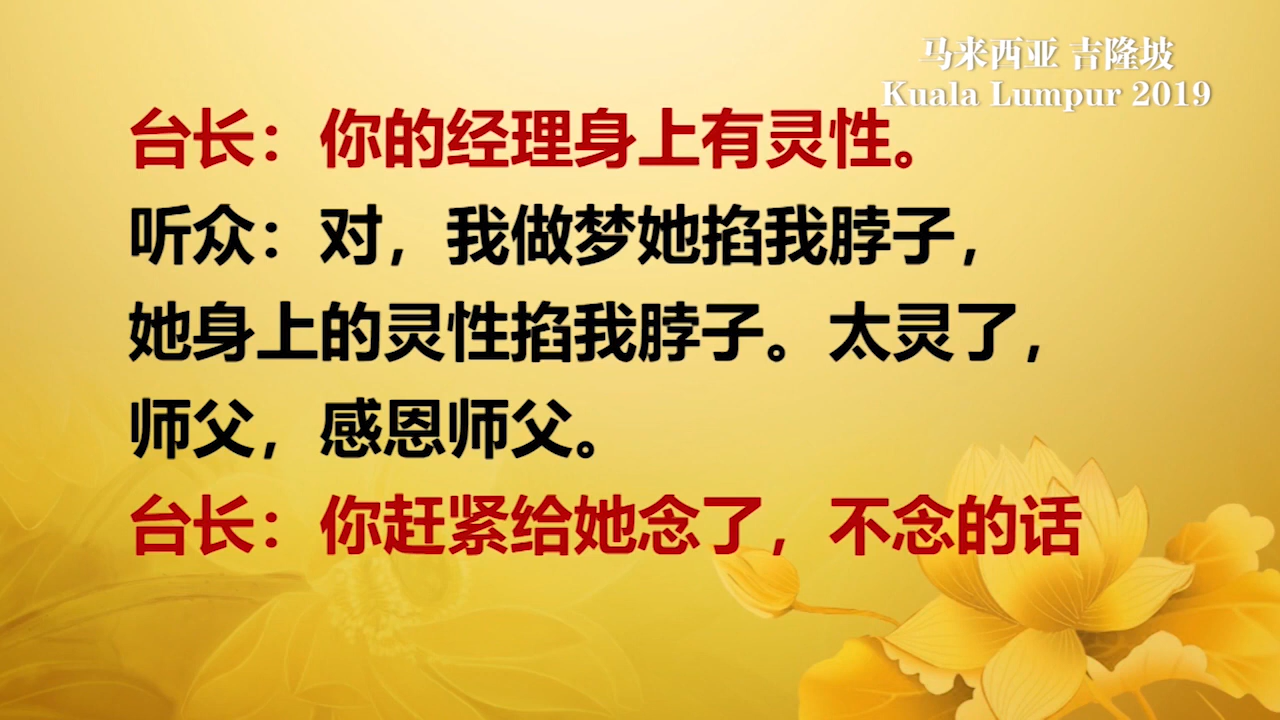 马来西亚 吉隆坡
Kuala Lumpur 2019
台长：你的经理身上有灵性。
听众：对，我做梦她掐我脖子，
她身上的灵性掐我脖子。太灵了，
师父，感恩师父。
台长：你赶紧给她念了，不念的话